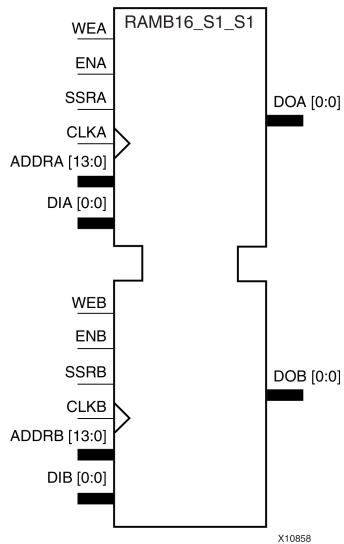 RAMB16_S1_S1
WEA
ENA
SSRA
DOA [0:0]
CLKA
ADDRA [13:0]
DIA [0:0]
WEB
ENB
SSRB
DOB [0:0]
CLKB
ADDRB [13:0]
DIB [0:0]
X10858